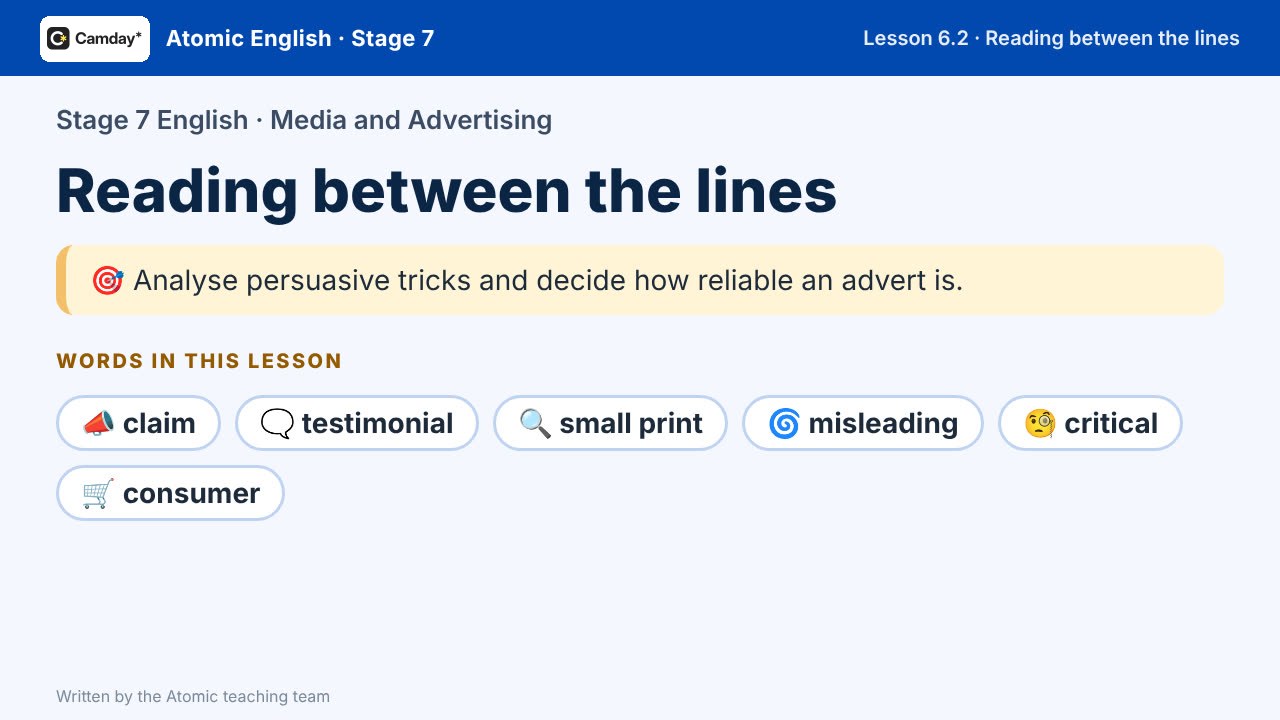 Camday* Atomic English · Stage 7
Lesson 6.2 · Reading between the lines
Stage 7 English · Media and Advertising
Reading between the lines
🎯 Analyse persuasive tricks and decide how reliable an advert is.
WORDS IN THIS LESSON
📣 claim 🗨 testimonial 🔍 small print 🌀 misleading 🧐 critical
🛒 consumer
Written by the Atomic teaching team